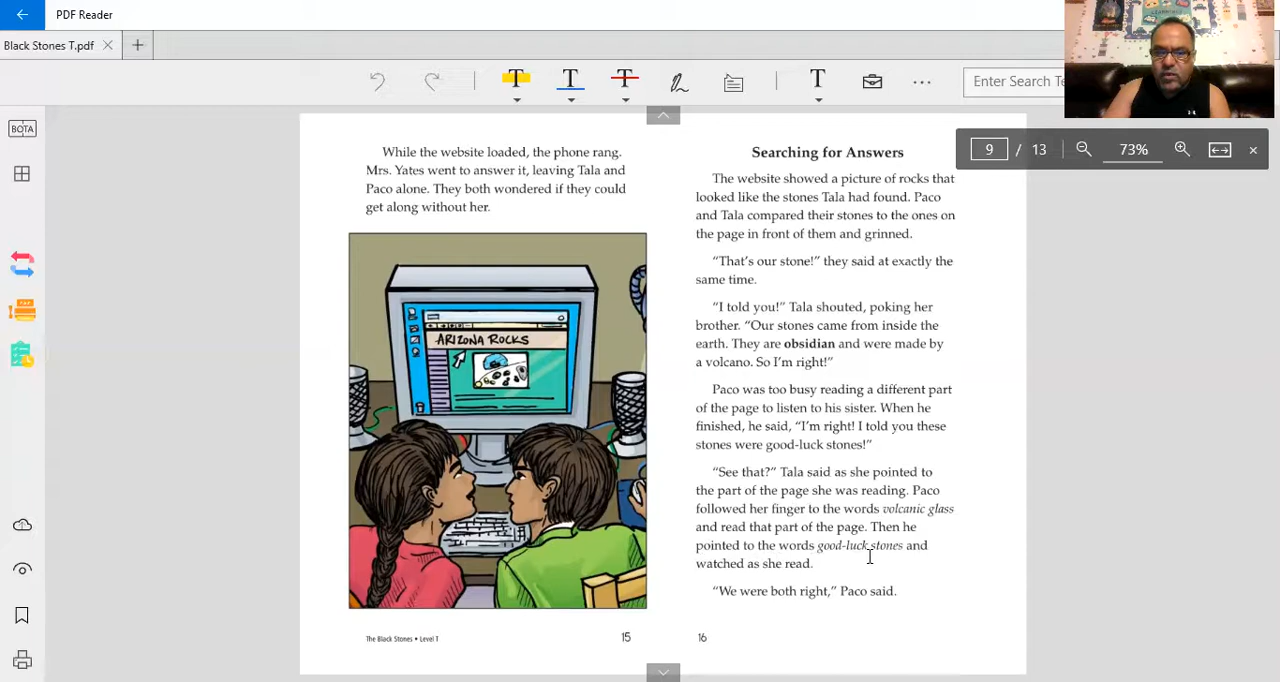 PDF Reader
Black Stones T.pdf
Enter Search Te
BOTA
9 / 13
73%
While the website loaded, the phone rang.
Mrs. Yates went to answer it, leaving Tala and
Paco alone. They both wondered if they could
get along without her.
ARIZONA ROCKS
The Black Stones • Level T
15
Searching for Answers
The website showed a picture of rocks that
looked like the stones Tala had found. Paco
and Tala compared their stones to the ones on
the page in front of them and grinned.
“That’s our stone!” they said at exactly the
same time.
“I told you!” Tala shouted, poking her
brother. “Our stones came from inside the
earth. They are obsidian and were made by
a volcano. So I’m right!”
Paco was too busy reading a different part
of the page to listen to his sister. When he
finished, he said, “I’m right! I told you these
stones were good-luck stones!”
“See that?” Tala said as she pointed to
the part of the page she was reading. Paco
followed her finger to the words volcanic glass
and read that part of the page. Then he
pointed to the words good-luck stones and
watched as she read.
“We were both right,” Paco said.
16